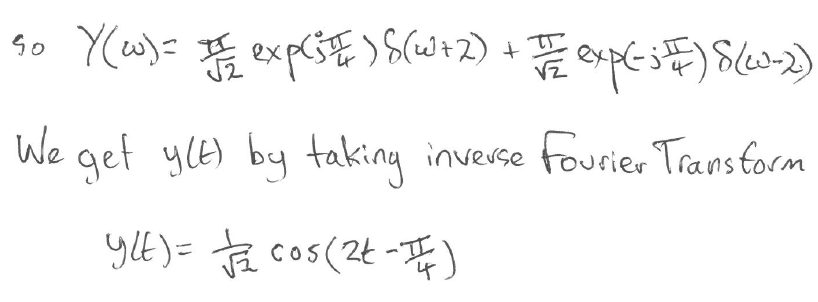 so Y(ω)= π/√2 exp(jπ/4)δ(ω+2) + π/√2 exp(-jπ/4)δ(ω-2)
We get y(t) by taking inverse Fourier Transform
y(t)= 1/√2 cos(2t-π/4)